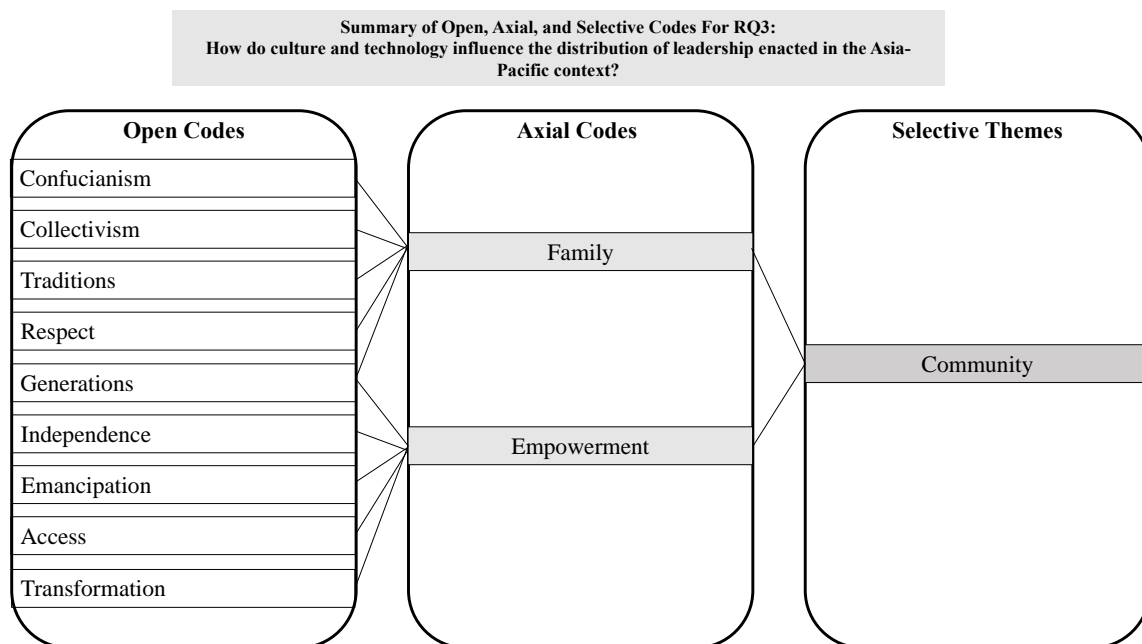 Summary of Open, Axial, and Selective Codes For RQ3:
How do culture and technology influence the distribution of leadership enacted in the Asia-
Pacific context?
Open Codes
Confucianism
Collectivism
Traditions
Respect
Generations
Independence
Emancipation
Access
Transformation
Axial Codes
Family
Empowerment
Selective Themes
Community